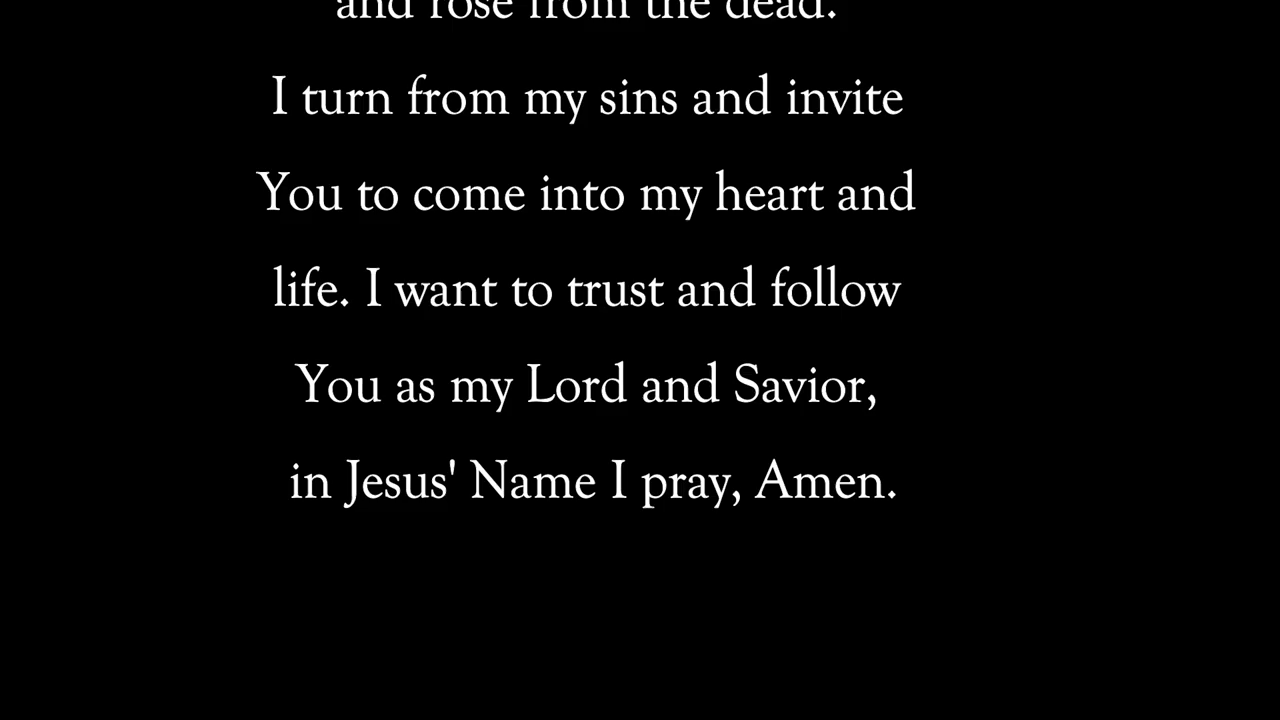 and rose from the dead.
I turn from my sins and invite
You to come into my heart and
life. I want to trust and follow
You as my Lord and Savior,
in Jesus' Name I pray, Amen.